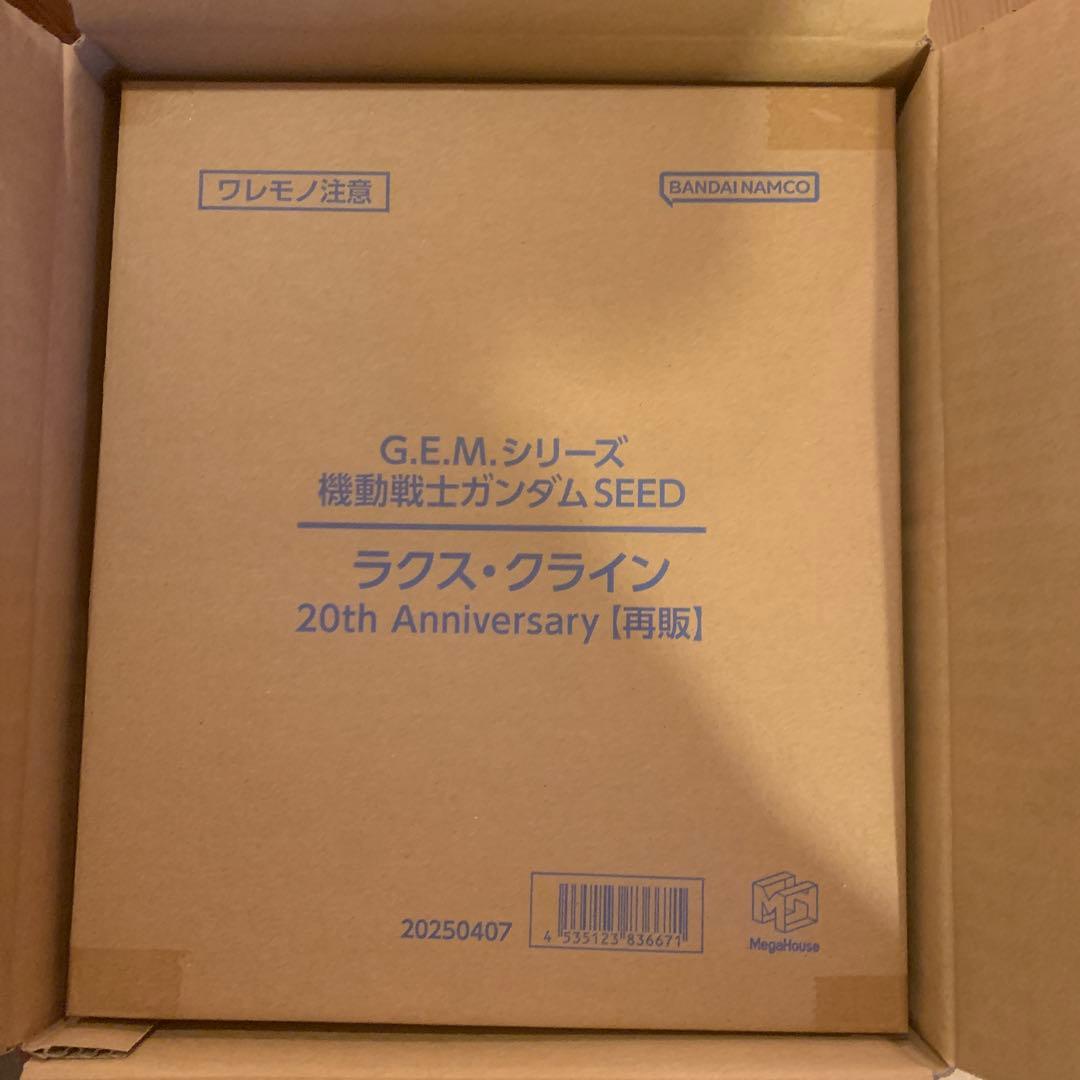 ワレモノ注意
BANDAI NAMCO
G.E.M.シリーズ
機動戦士ガンダムSEED
ラクス・クライン
20th Anniversary【再販】
20250407
4 535123 836671
MegaHouse